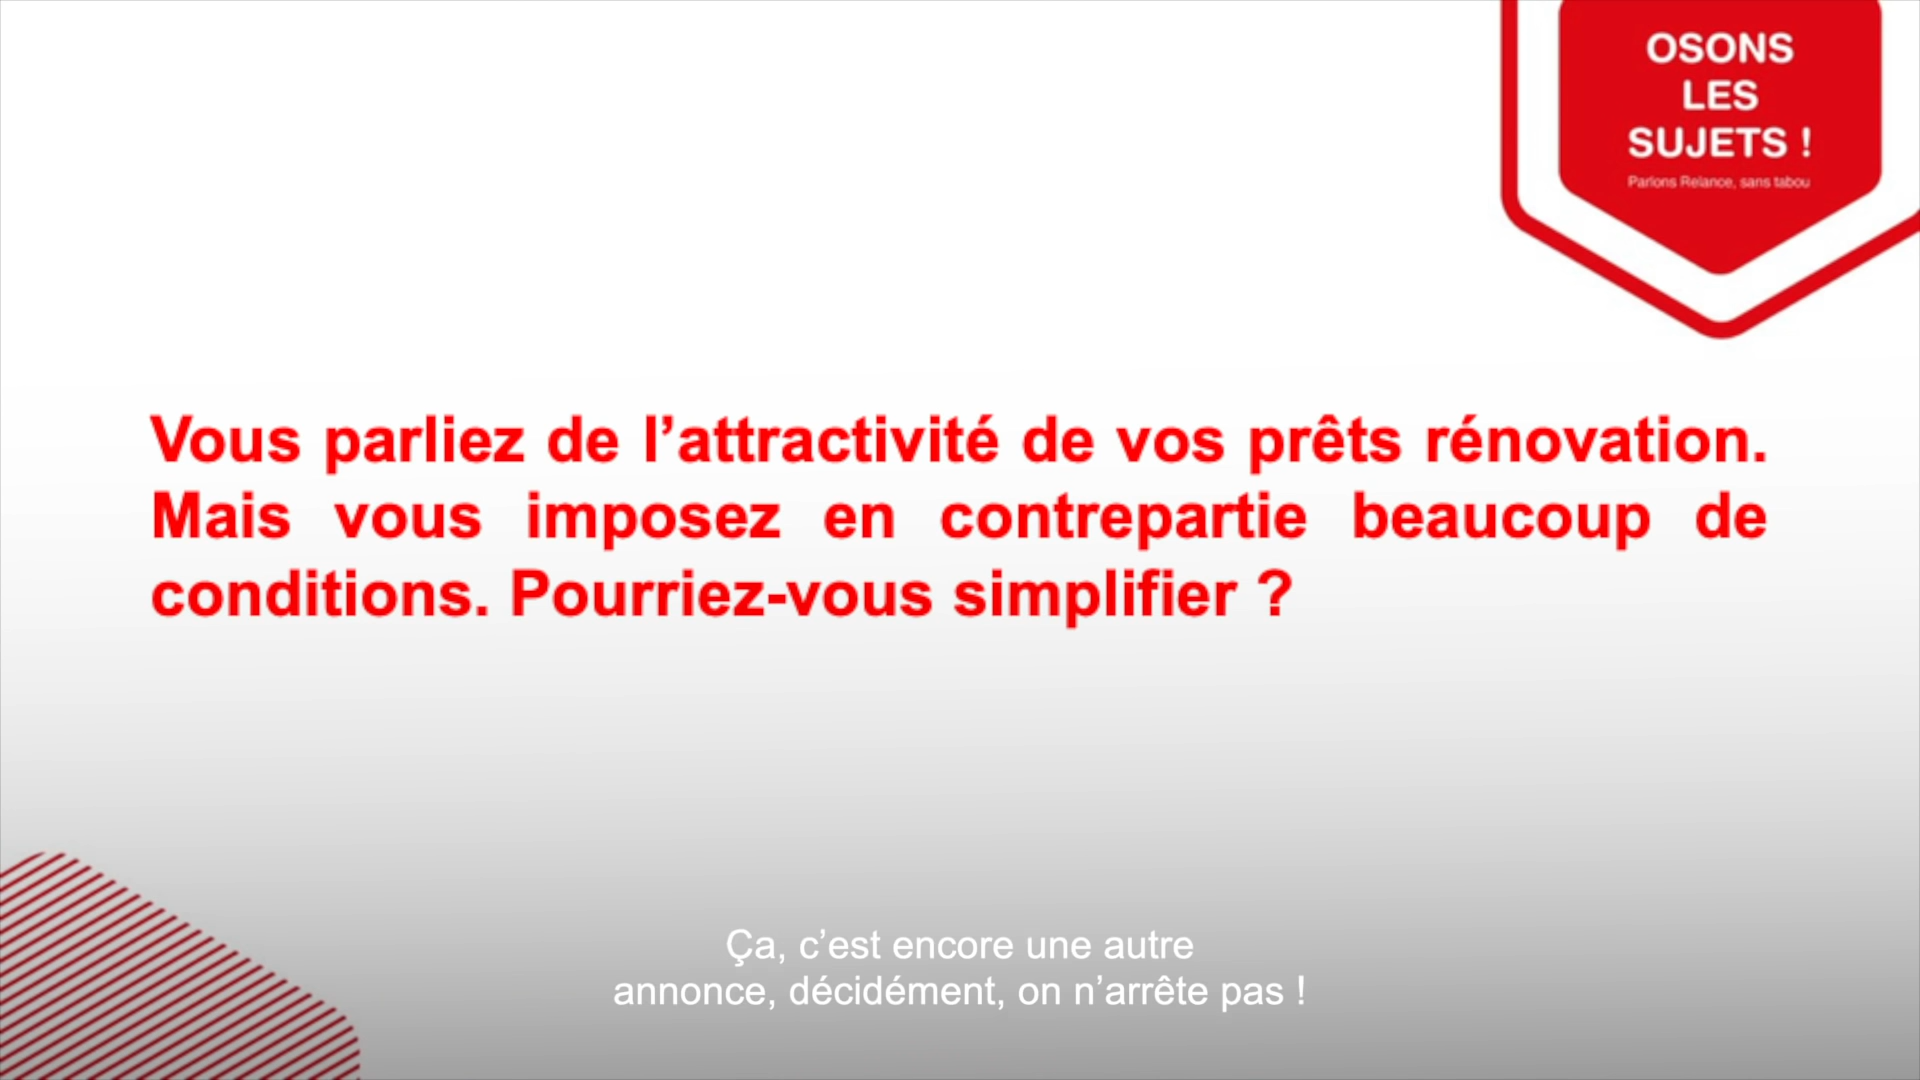 OSONS
LES
SUJETS !
Parlons Relance, sans tabou
Vous parliez de l’attractivité de vos prêts rénovation.
Mais vous imposez en contrepartie beaucoup de
conditions. Pourriez-vous simplifier ?
Ça, c’est encore une autre
annonce, décidément, on n’arrête pas !